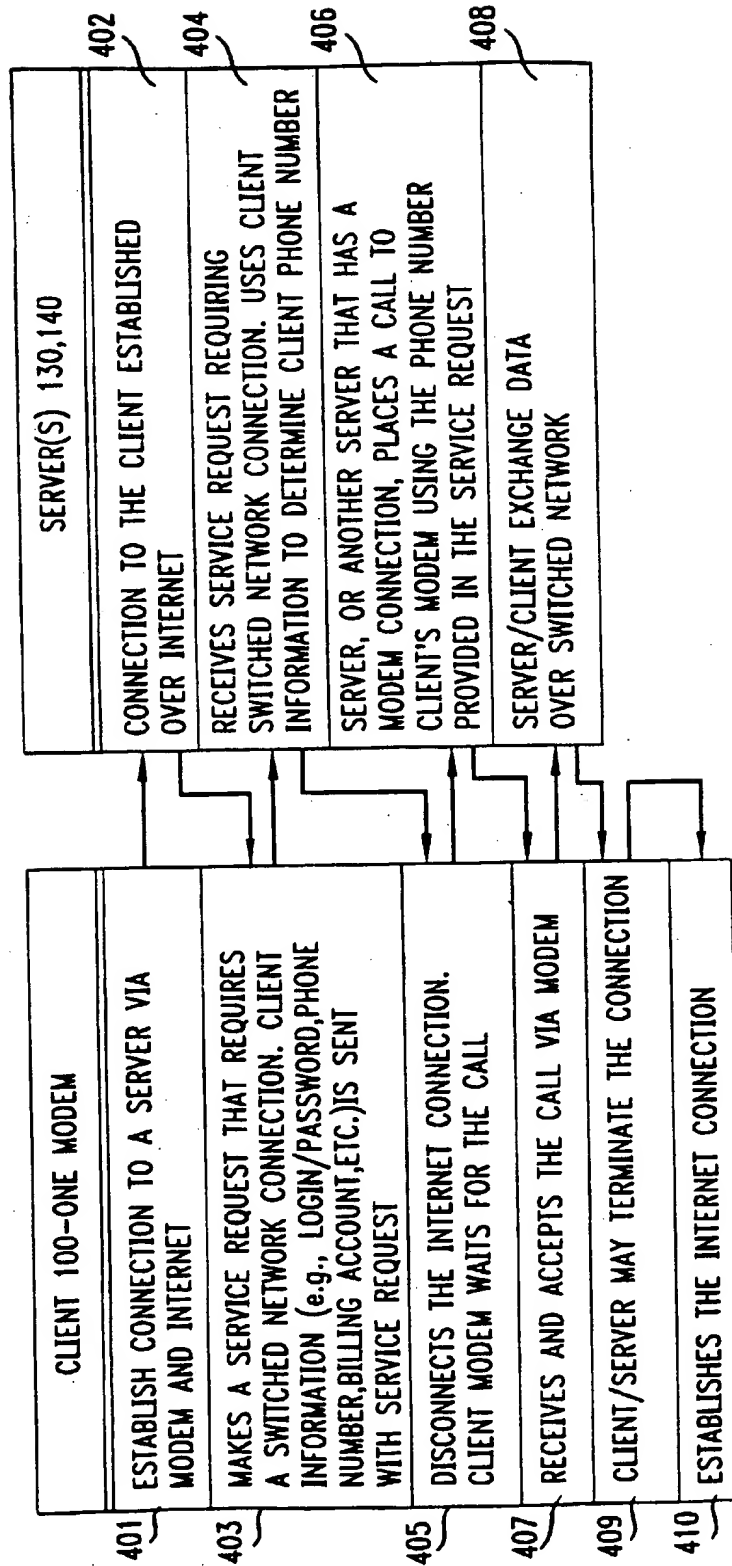 CLIENT 100-ONE MODEM
401
ESTABLISH CONNECTION TO A SERVER VIA
MODEM AND INTERNET
403
MAKES A SERVICE REQUEST THAT REQUIRES
A SWITCHED NETWORK CONNECTION. CLIENT
INFORMATION (e.g., LOGIN/PASSWORD,PHONE
NUMBER,BILLING ACCOUNT,ETC.)IS SENT
WITH SERVICE REQUEST
405
DISCONNECTS THE INTERNET CONNECTION.
CLIENT MODEM WAITS FOR THE CALL
407
RECEIVES AND ACCEPTS THE CALL VIA MODEM
409
CLIENT/SERVER MAY TERMINATE THE CONNECTION
410
ESTABLISHES THE INTERNET CONNECTION
SERVER(S) 130,140
402
CONNECTION TO THE CLIENT ESTABLISHED
OVER INTERNET
404
RECEIVES SERVICE REQUEST REQUIRING
SWITCHED NETWORK CONNECTION. USES CLIENT
INFORMATION TO DETERMINE CLIENT PHONE NUMBER
406
SERVER, OR ANOTHER SERVER THAT HAS A
MODEM CONNECTION, PLACES A CALL TO
CLIENT'S MODEM USING THE PHONE NUMBER
PROVIDED IN THE SERVICE REQUEST
408
SERVER/CLIENT EXCHANGE DATA
OVER SWITCHED NETWORK